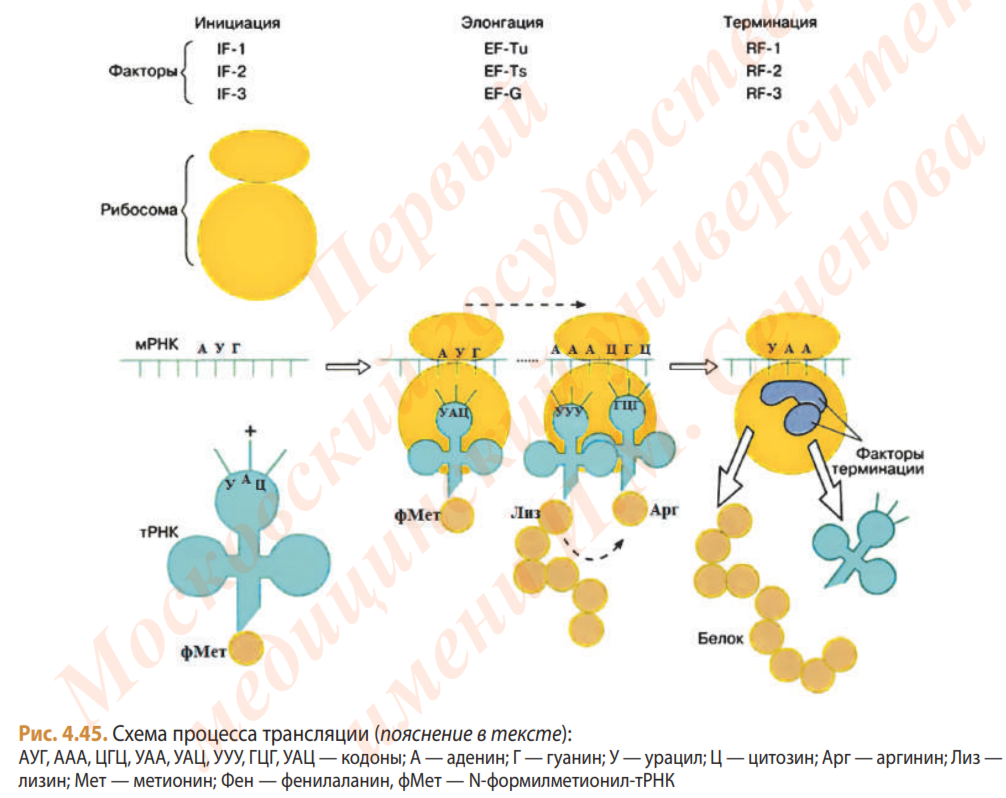 Инициация Элонгация Терминация
Факторы
IF-1 EF-Tu RF-1
IF-2 EF-Ts RF-2
IF-3 EF-G RF-3
Рибосома
мРНК А У Г
А У Г
...... А А А Ц Г Ц
У А А
УАЦ
УУУ
ГЦГ
Факторы
терминации
+
У А Ц
тРНК
фМет
фМет
Лиз
Арг
Белок
Рис. 4.45. Схема процесса трансляции (пояснение в тексте):
АУГ, ААА, ЦГЦ, УАА, УАЦ, УУУ, ГЦГ, УАЦ — кодоны; А — аденин; Г — гуанин; У — урацил; Ц — цитозин; Арг — аргинин; Лиз —
лизин; Мет — метионин; Фен — фенилаланин, фМет — N-формилметионил-тРНК
Первый
Московский государстве
медицинский университе
имени И.М. Сеченова